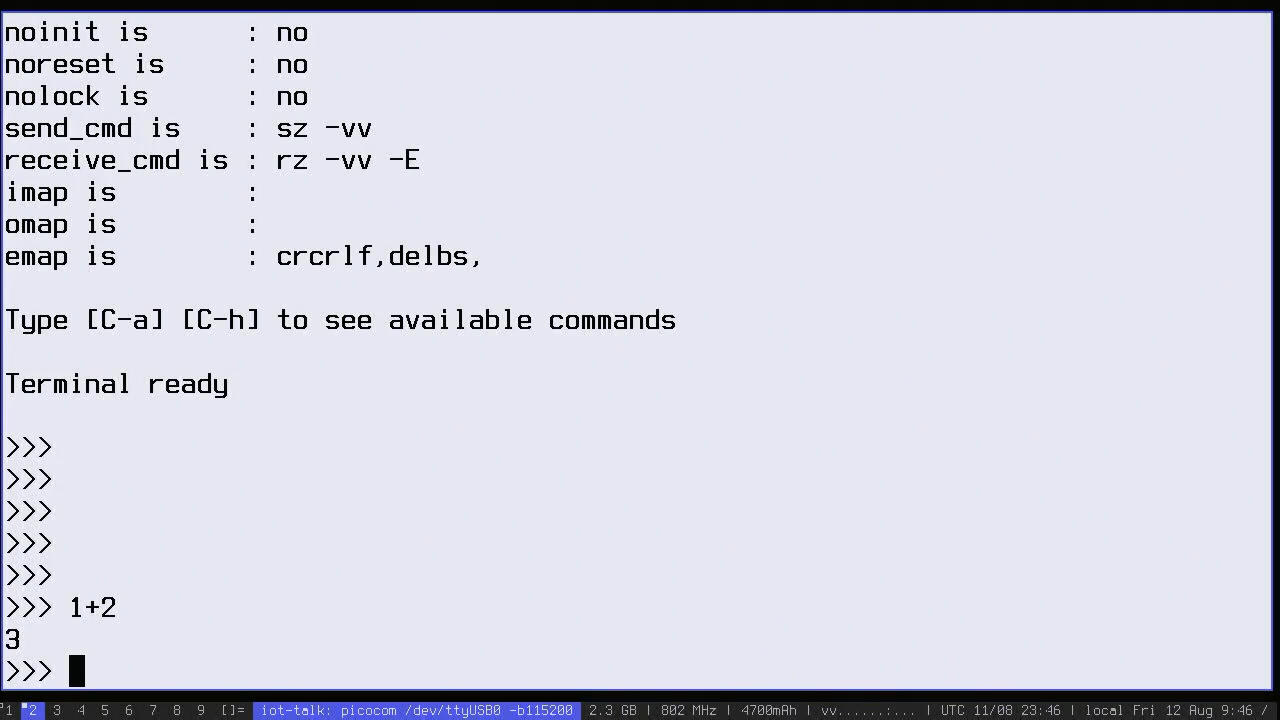 noinit is      : no
noreset is     : no
nolock is      : no
send_cmd is    : sz -vv
receive_cmd is : rz -vv -E
imap is        :
omap is        :
emap is        : crcrlf,delbs,
Type [C-a] [C-h] to see available commands
Terminal ready
>>>
>>>
>>>
>>>
>>>
>>> 1+2
3
>>>
1 2 3 4 5 6 7 8 9 []= iot-talk: picocom /dev/ttyUSB0 -b115200 2.3 GB | 802 MHz | 4700mAh | vv......:... | UTC 11/08 23:46 | local Fri 12 Aug 9:46 /